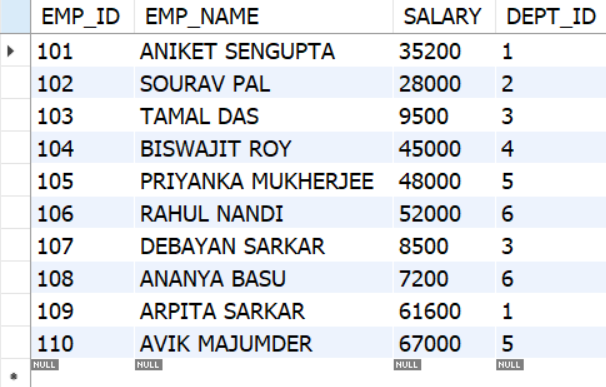 EMP_ID EMP_NAME SALARY DEPT_ID
101 ANIKET SENGUPTA 35200 1
102 SOURAV PAL 28000 2
103 TAMAL DAS 9500 3
104 BISWAJIT ROY 45000 4
105 PRIYANKA MUKHERJEE 48000 5
106 RAHUL NANDI 52000 6
107 DEBAYAN SARKAR 8500 3
108 ANANYA BASU 7200 6
109 ARPITA SARKAR 61600 1
110 AVIK MAJUMDER 67000 5
NULL NULL NULL NULL